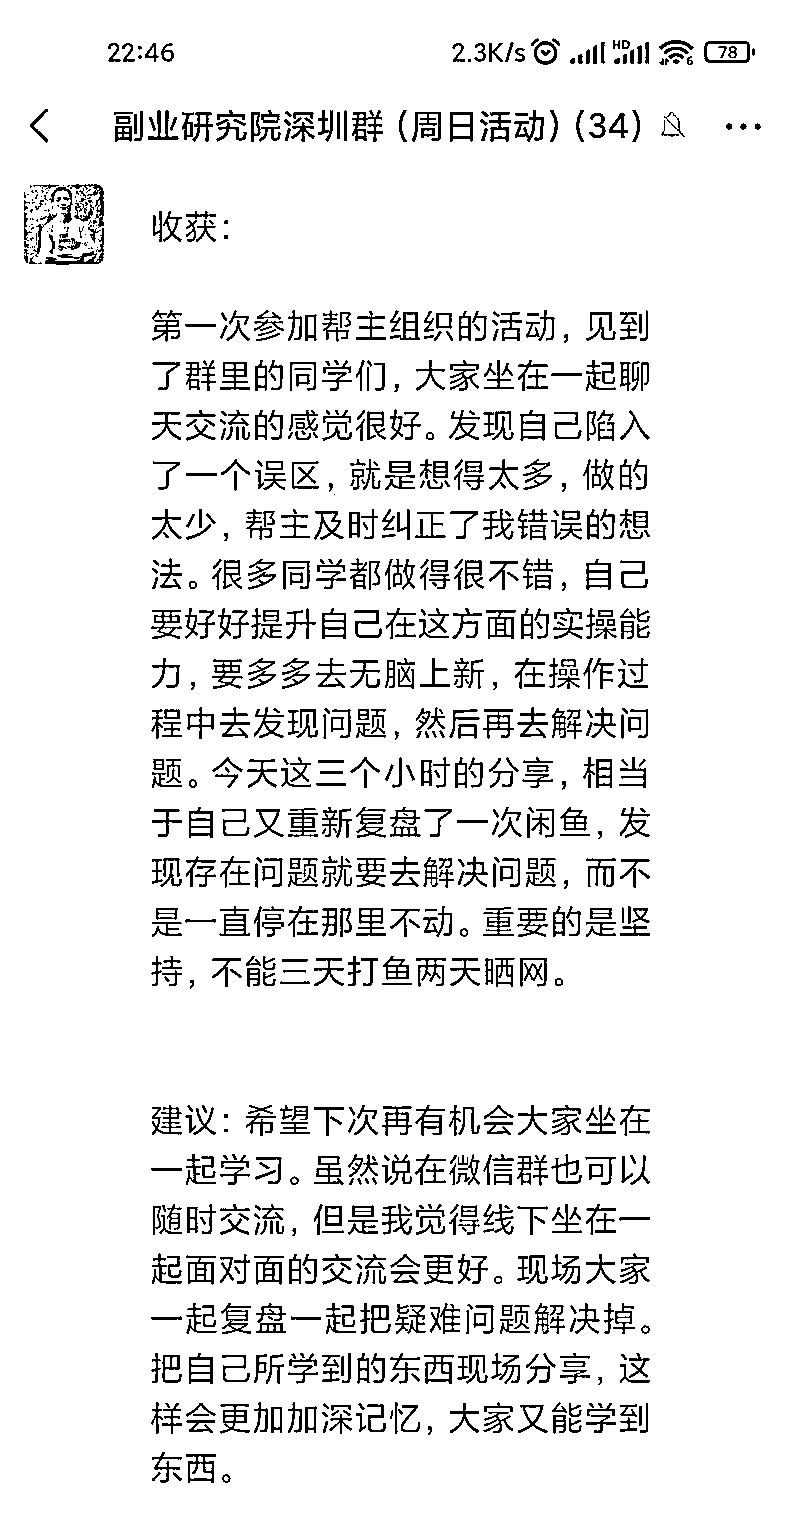 22:46 2.3K/s HD 6 78
副业研究院深圳群（周日活动）(34)
收获：
第一次参加帮主组织的活动，见到
了群里的同学们，大家坐在一起聊
天交流的感觉很好。发现自己陷入
了一个误区，就是想得太多，做的
太少，帮主及时纠正了我错误的想
法。很多同学都做得很不错，自己
要好好提升自己在这方面的实操能
力，要多多去无脑上新，在操作过
程中去发现问题，然后再去解决问
题。今天这三个小时的分享，相当
于自己又重新复盘了一次闲鱼，发
现存在问题就要去解决问题，而不
是一直停在那里不动。重要的是坚
持，不能三天打鱼两天晒网。
建议：希望下次再有机会大家坐在
一起学习。虽然说在微信群也可以
随时交流，但是我觉得线下坐在一
起面对面的交流会更好。现场大家
一起复盘一起把疑难问题解决掉。
把自己所学到的东西现场分享，这
样会更加加深记忆，大家又能学到
东西。